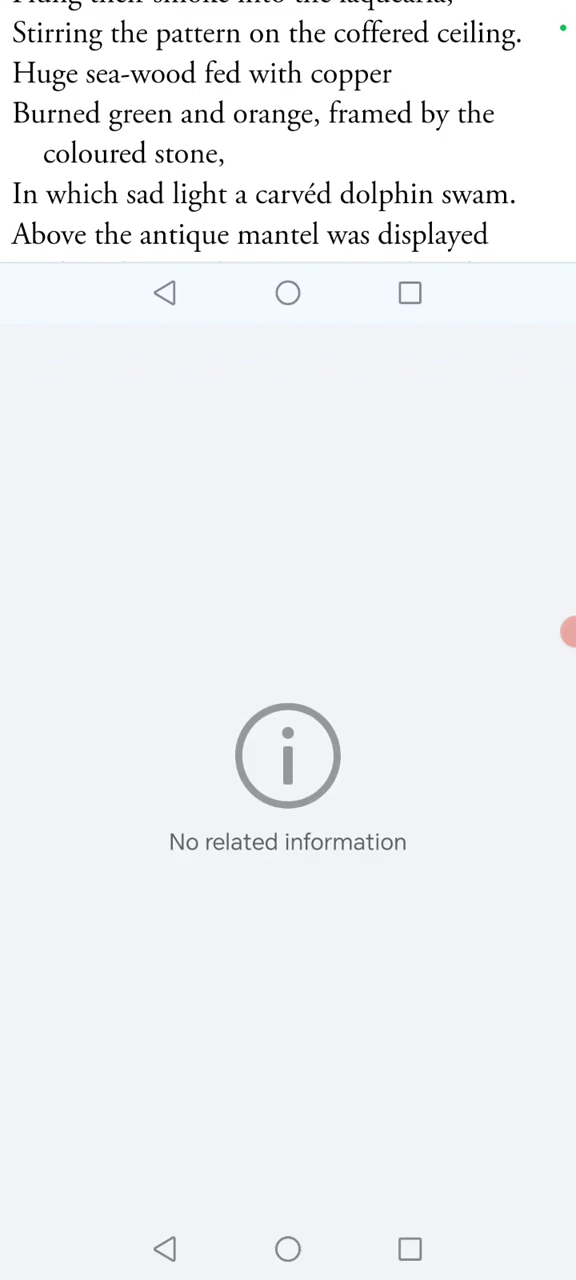 Stirring the pattern on the coffered ceiling.
Huge sea-wood fed with copper
Burned green and orange, framed by the
coloured stone,
In which sad light a carvéd dolphin swam.
Above the antique mantel was displayed
No related information